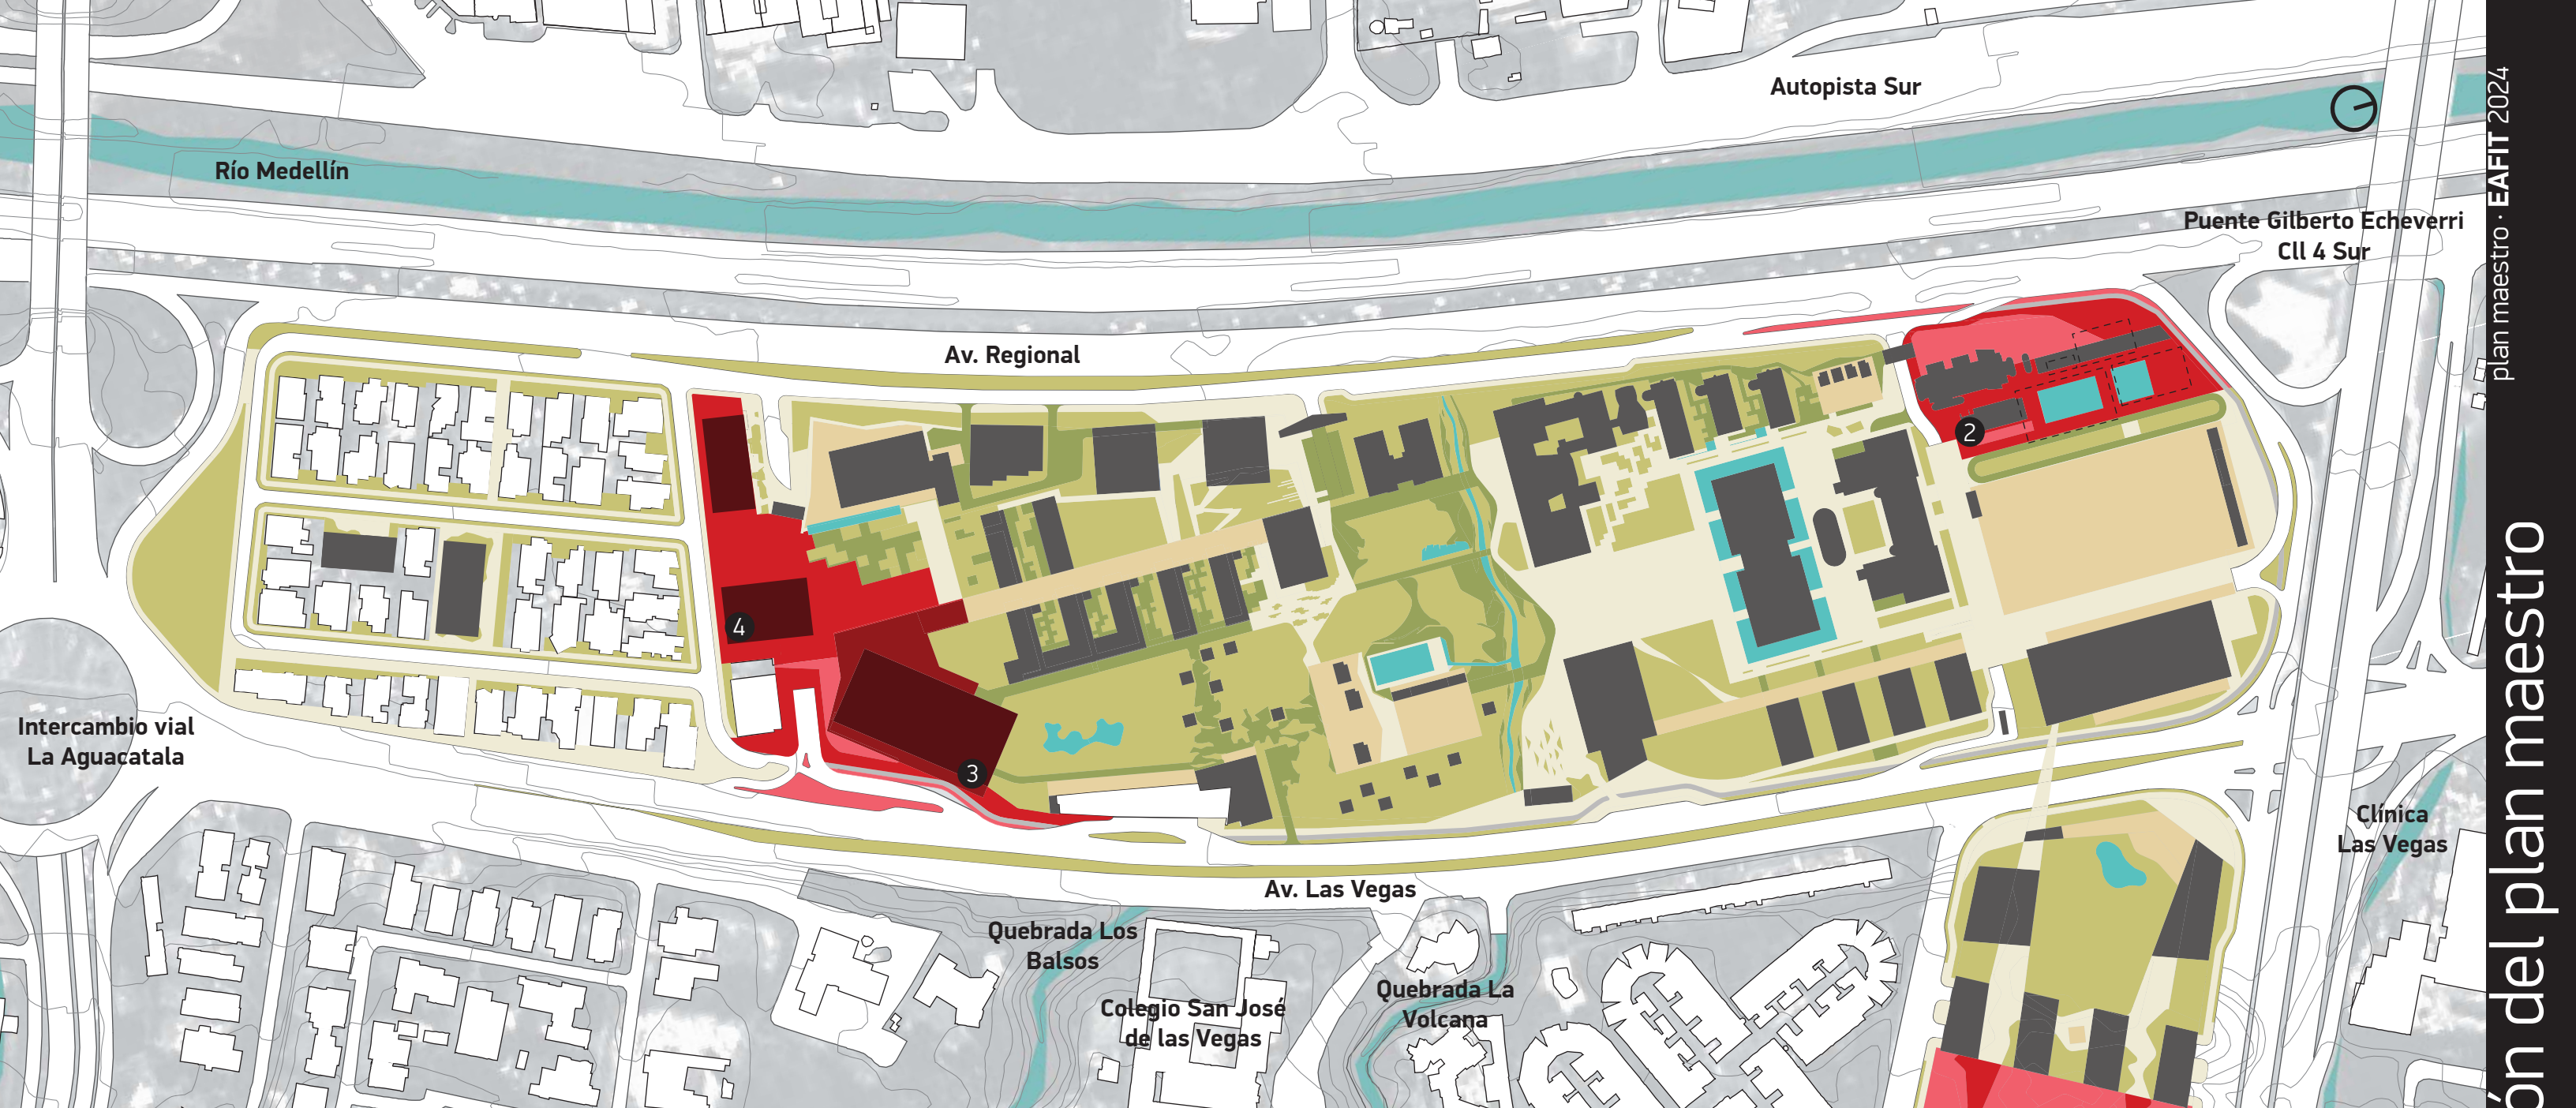 Autopista Sur
Río Medellín
Puente Gilberto Echeverri
Cll 4 Sur
Av. Regional
2
4
3
Intercambio vial
La Aguacatala
Clínica
Las Vegas
Av. Las Vegas
Quebrada Los
Balsos
Quebrada La
Volcana
Colegio San José
de las Vegas
plan maestro · EAFIT 2024
ón del plan maestro